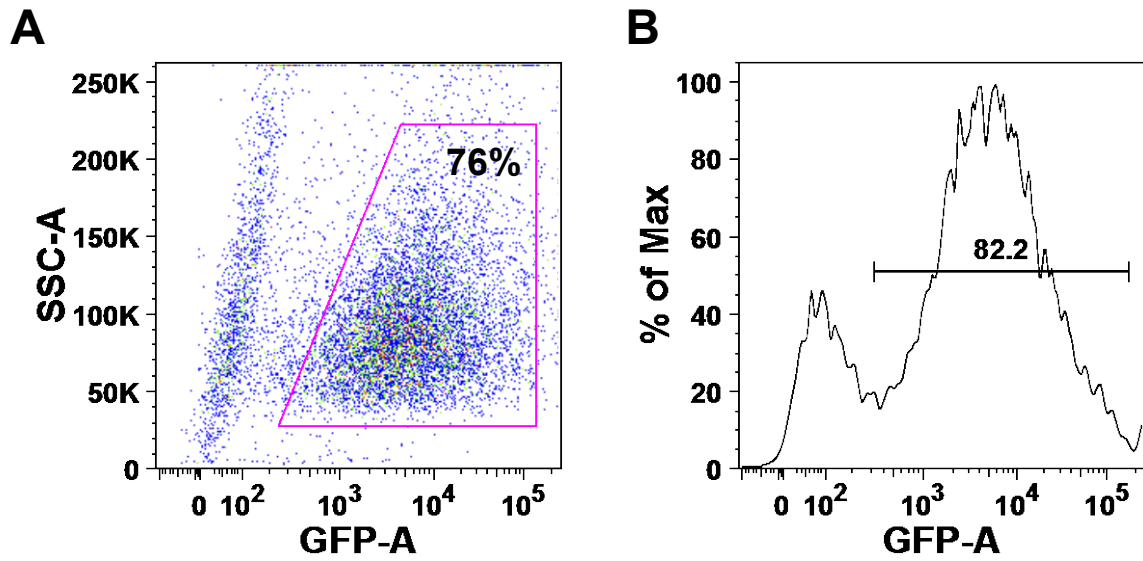 A
B
250K
200K
150K
100K
50K
0
SSC-A
76%
0 10² 10³ 10⁴ 10⁵
GFP-A
100
80
60
40
20
0
% of Max
82.2
0 10² 10³ 10⁴ 10⁵
GFP-A